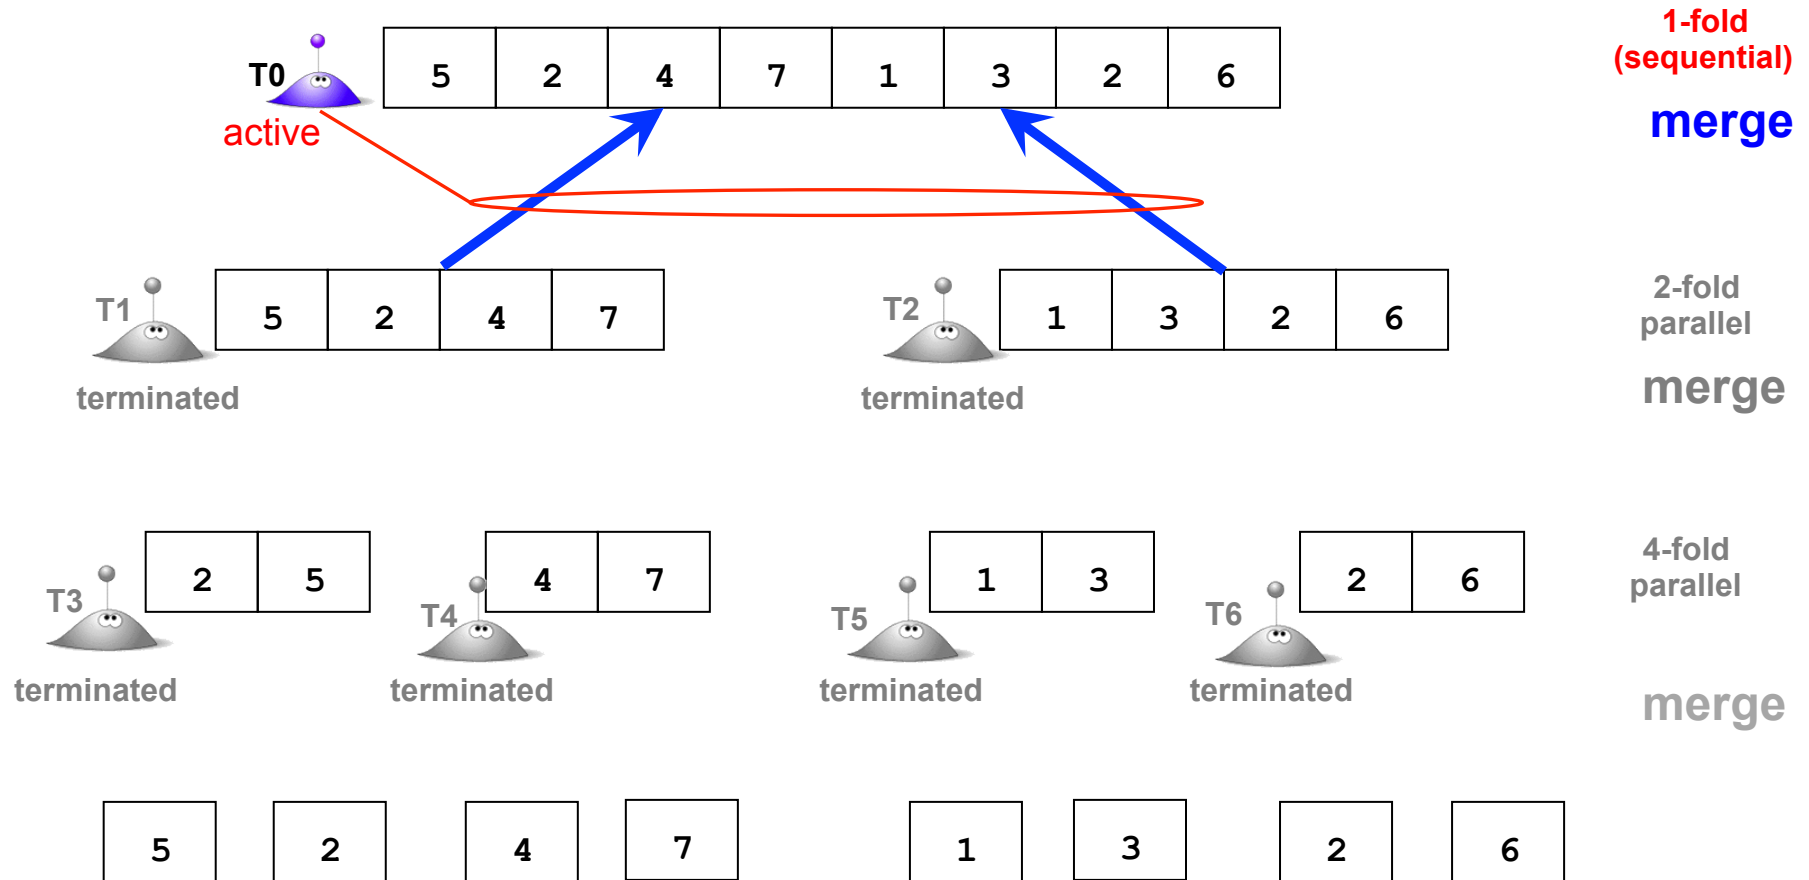 1-fold
(sequential)
T0 5 2 4 7 1 3 2 6
active
merge
T1 5 2 4 7
T2 1 3 2 6
2-fold
parallel
terminated
terminated
merge
T3 2 5
T4 4 7
T5 1 3
T6 2 6
4-fold
parallel
terminated
terminated
terminated
terminated
merge
5 2 4 7 1 3 2 6